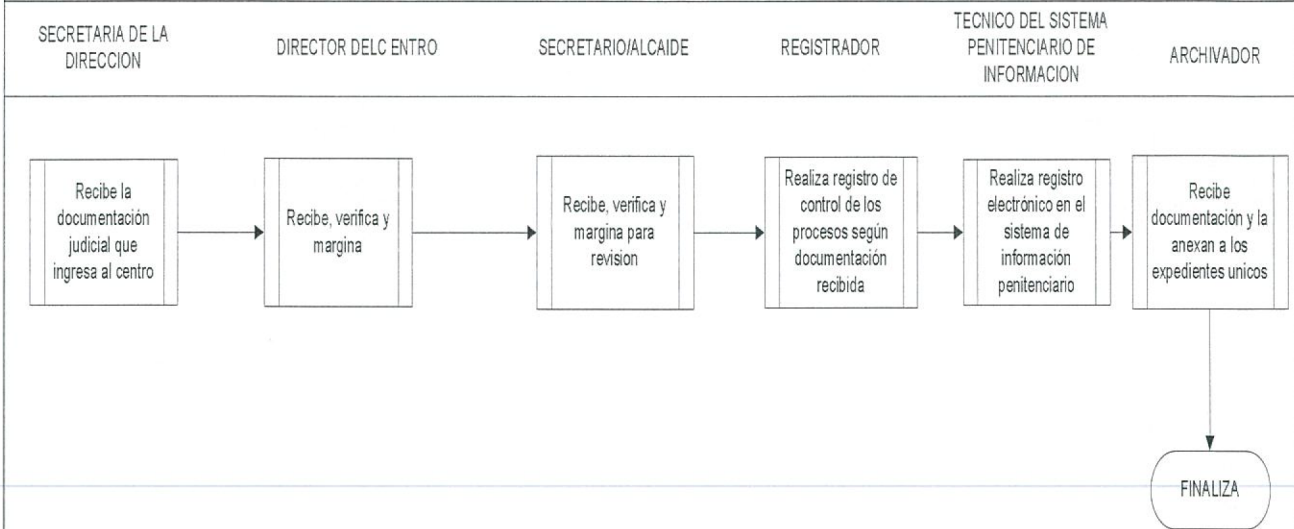 SECRETARIA DE LA
DIRECCION
DIRECTOR DELC ENTRO
SECRETARIO/ALCAIDE
REGISTRADOR
TECNICO DEL SISTEMA
PENITENCIARIO DE
INFORMACION
ARCHIVADOR
Recibe la
documentación
judicial que
ingresa al centro
Recibe, verifica y
margina
Recibe, verifica y
margina para
revision
Realiza registro de
control de los
procesos según
documentación
recibida
Realiza registro
electrónico en el
sistema de
información
penitenciario
Recibe
documentación y la
anexan a los
expedientes unicos
FINALIZA